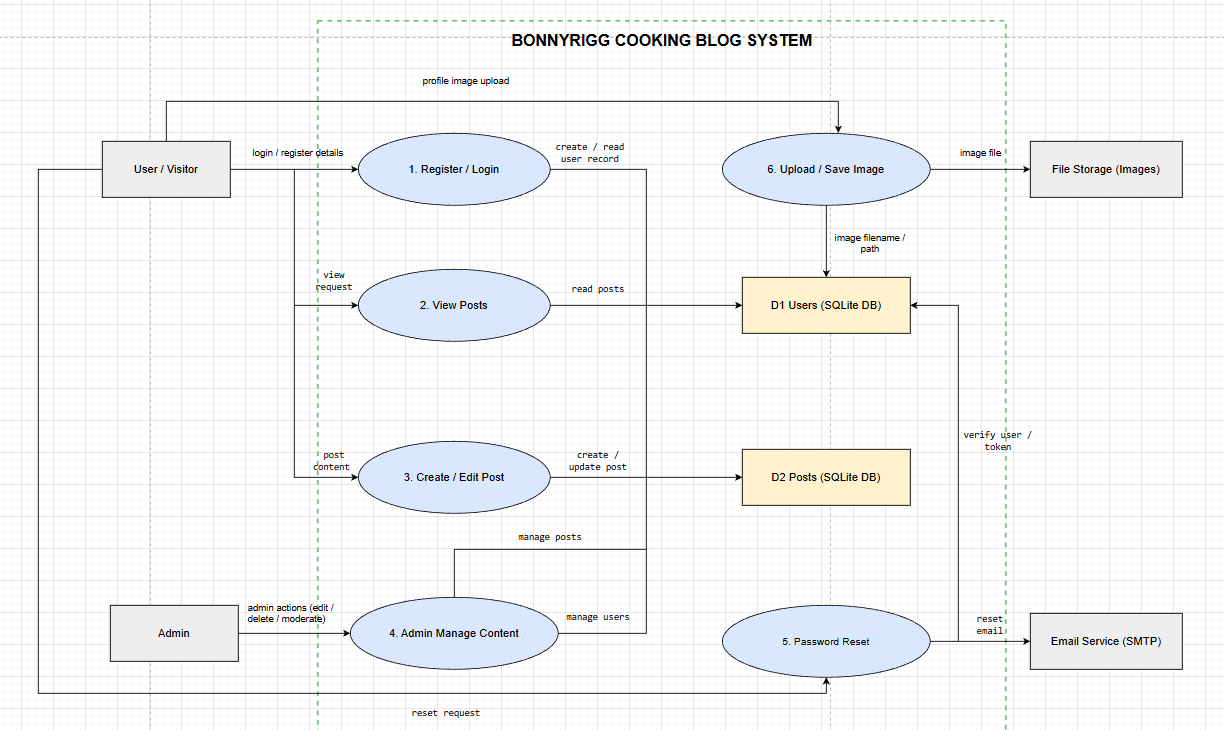 BONNYRIGG COOKING BLOG SYSTEM
profile image upload
User / Visitor
login / register details
1. Register / Login
create / read
user record
6. Upload / Save Image
image file
File Storage (Images)
image filename /
path
view
request
2. View Posts
read posts
D1 Users (SQLite DB)
verify user /
token
post
content
3. Create / Edit Post
create /
update post
D2 Posts (SQLite DB)
manage posts
Admin
admin actions (edit /
delete / moderate)
4. Admin Manage Content
manage users
5. Password Reset
reset
email
Email Service (SMTP)
reset request